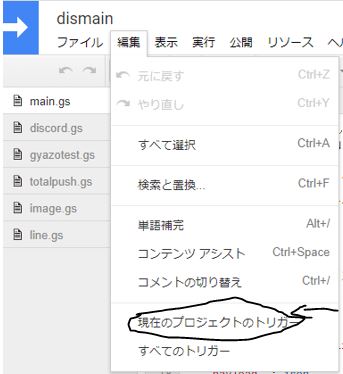 dismain
ファイル 編集 表示 実行 公開 リソース ヘル
元に戻す Ctrl+Z
やり直し Ctrl+Y
main.gs
discord.gs
gyazotest.gs
totalpush.gs
image.gs
line.gs
すべて選択 Ctrl+A
検索と置換... Ctrl+F
単語補完 Alt+/
コンテンツ アシスト Ctrl+Space
コメントの切り替え Ctrl+/
現在のプロジェクトのトリガー
すべてのトリガー